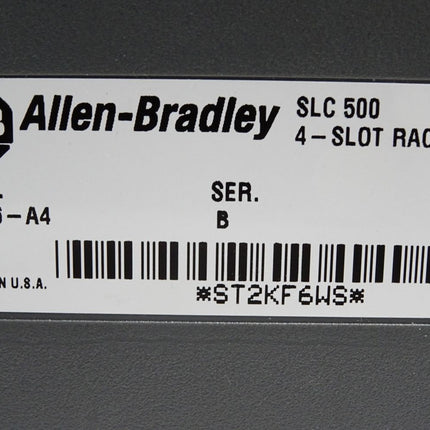 Allen-Bradley SLC 500
4-SLOT RAC
SER.
-A4 B
N U.S.A.
*ST2KF6WS*